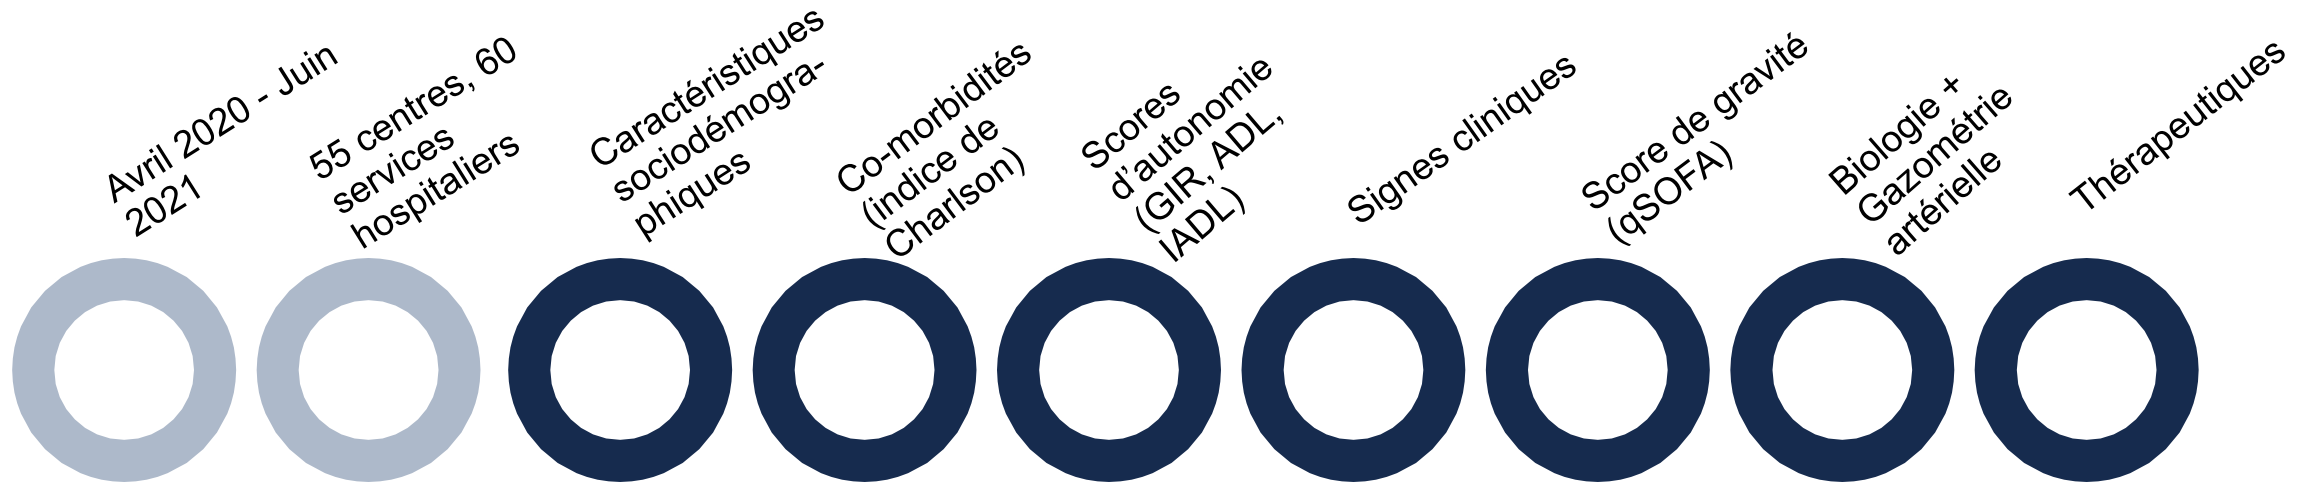 Avril 2020 - Juin
2021
55 centres, 60
services
hospitaliers
Caractéristiques
sociodémogra-
phiques
Co-morbidités
(indice de
Charlson)
Scores
d’autonomie
(GIR, ADL,
IADL)
Signes cliniques
Score de gravité
(qSOFA)
Biologie +
Gazométrie
artérielle
Thérapeutiques